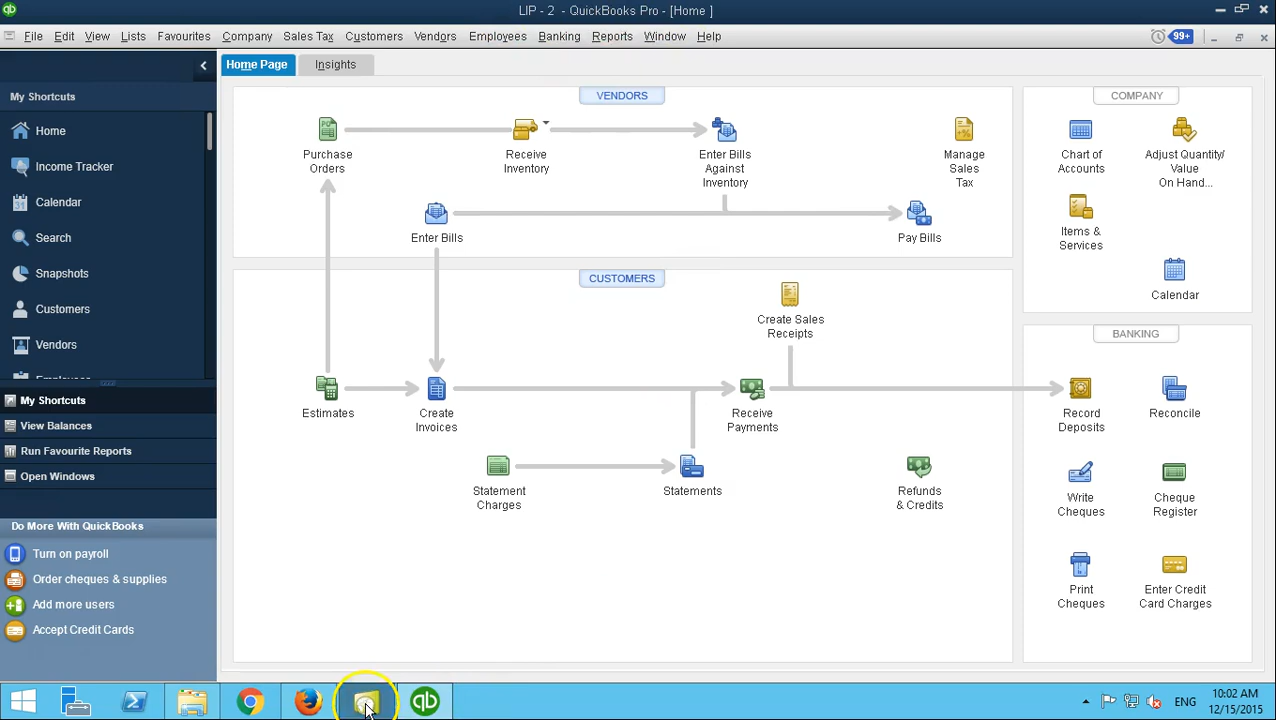 LIP - 2 - QuickBooks Pro - [Home ]
File Edit View Lists Favourites Company Sales Tax Customers Vendors Employees Banking Reports Window Help
99+
My Shortcuts
Home
Income Tracker
Calendar
Search
Snapshots
Customers
Vendors
My Shortcuts
View Balances
Run Favourite Reports
Open Windows
Do More With QuickBooks
Turn on payroll
Order cheques & supplies
Add more users
Accept Credit Cards
Home Page Insights
VENDORS
Purchase
Orders
Receive
Inventory
Enter Bills
Against
Inventory
Manage
Sales
Tax
Enter Bills
Pay Bills
CUSTOMERS
Create Sales
Receipts
Estimates
Create
Invoices
Receive
Payments
Statement
Charges
Statements
Refunds
& Credits
COMPANY
Chart of
Accounts
Adjust Quantity/
Value
On Hand...
Items &
Services
Calendar
BANKING
Record
Deposits
Reconcile
Write
Cheques
Cheque
Register
Print
Cheques
Enter Credit
Card Charges
qb
ENG
10:02 AM
12/15/2015